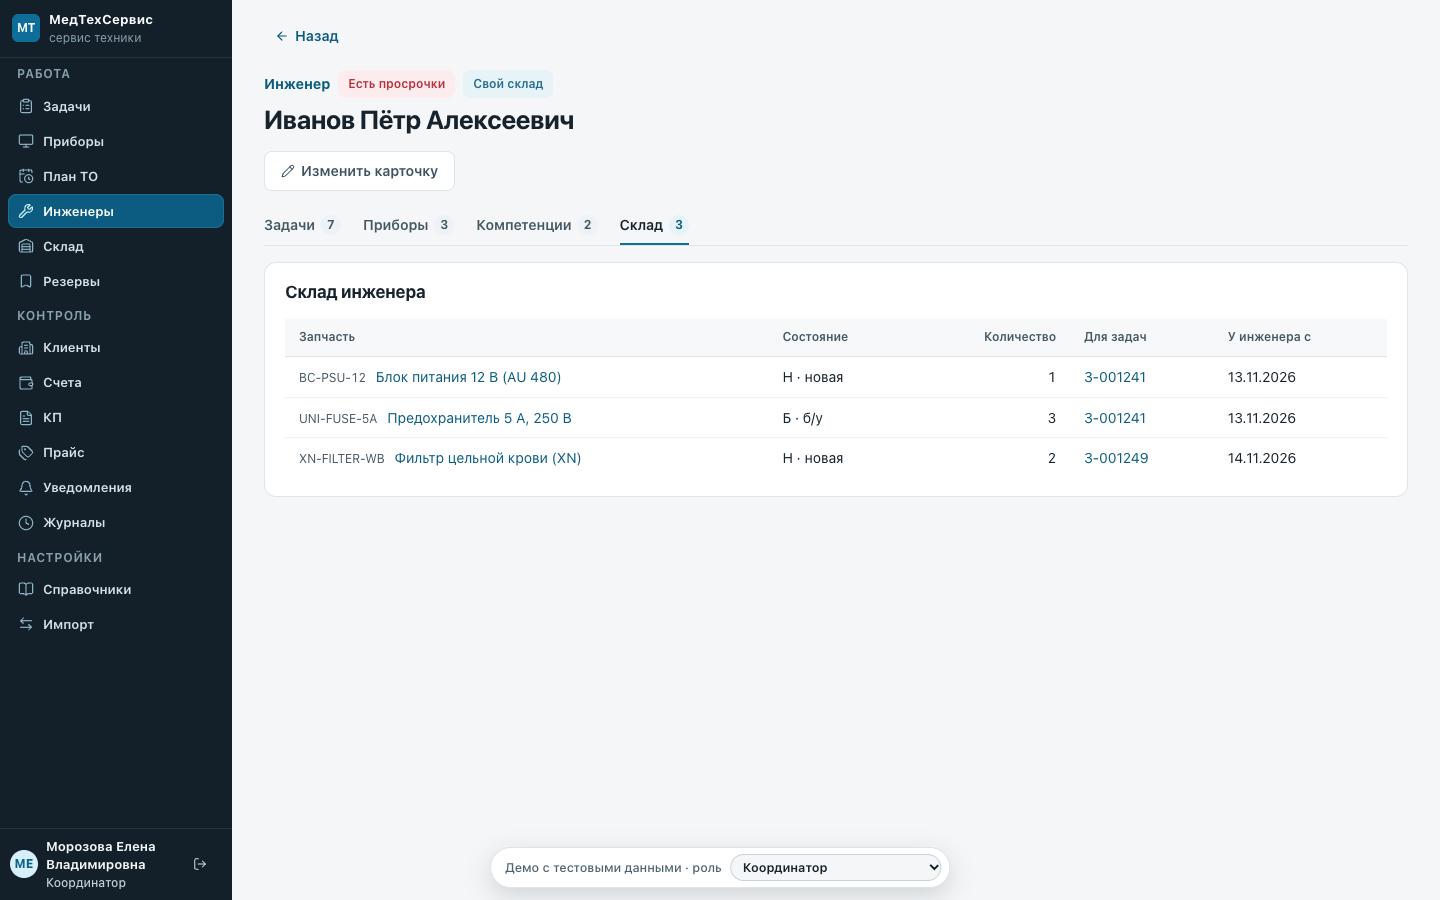 МТ
МедТехСервис
сервис техники
РАБОТА
Задачи
Приборы
План ТО
Инженеры
Склад
Резервы
КОНТРОЛЬ
Клиенты
Счета
КП
Прайс
Уведомления
Журналы
НАСТРОЙКИ
Справочники
Импорт
МЕ
Морозова Елена
Владимировна
Координатор
Назад
Инженер Есть просрочки Свой склад
Иванов Пётр Алексеевич
Изменить карточку
Задачи 7 Приборы 3 Компетенции 2 Склад 3
Склад инженера
Запчасть Состояние Количество Для задач У инженера с
BC-PSU-12 Блок питания 12 В (AU 480) Н · новая 1 З-001241 13.11.2026
UNI-FUSE-5A Предохранитель 5 А, 250 В Б · б/у 3 З-001241 13.11.2026
XN-FILTER-WB Фильтр цельной крови (XN) Н · новая 2 З-001249 14.11.2026
Демо с тестовыми данными · роль Координатор